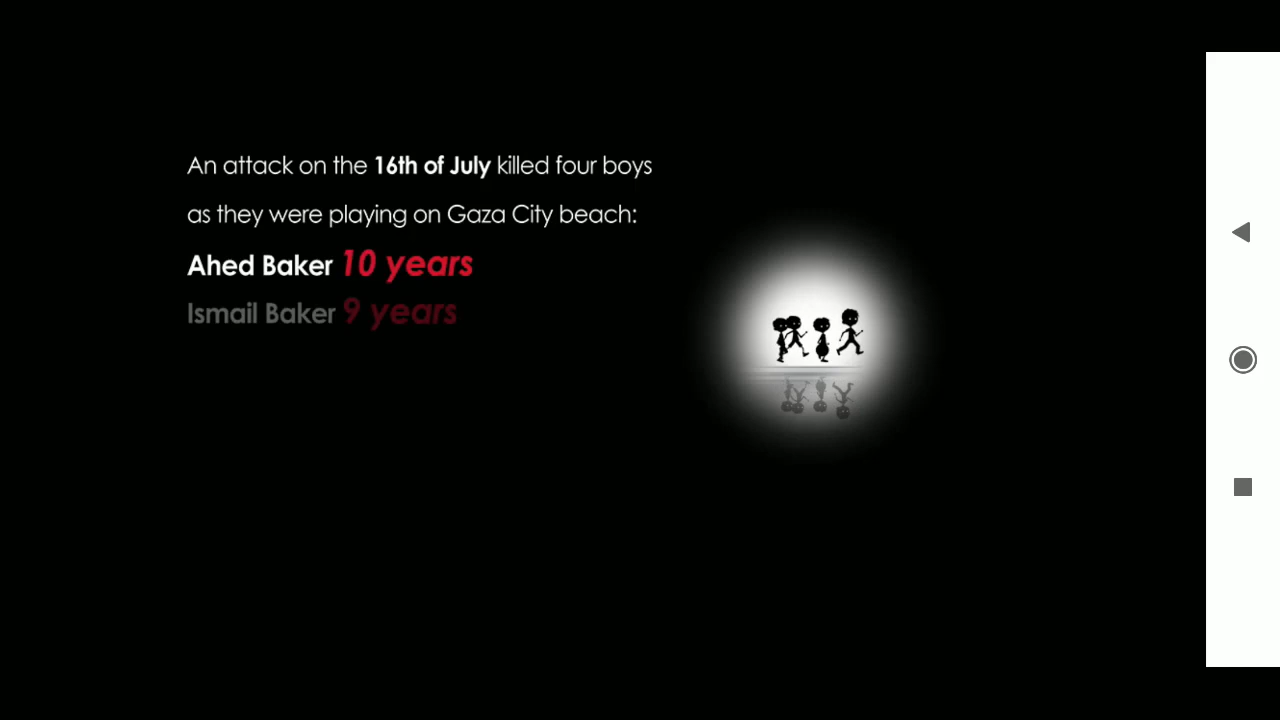 An attack on the 16th of July killed four boys
as they were playing on Gaza City beach:
Ahed Baker 10 years
Ismail Baker 9 years